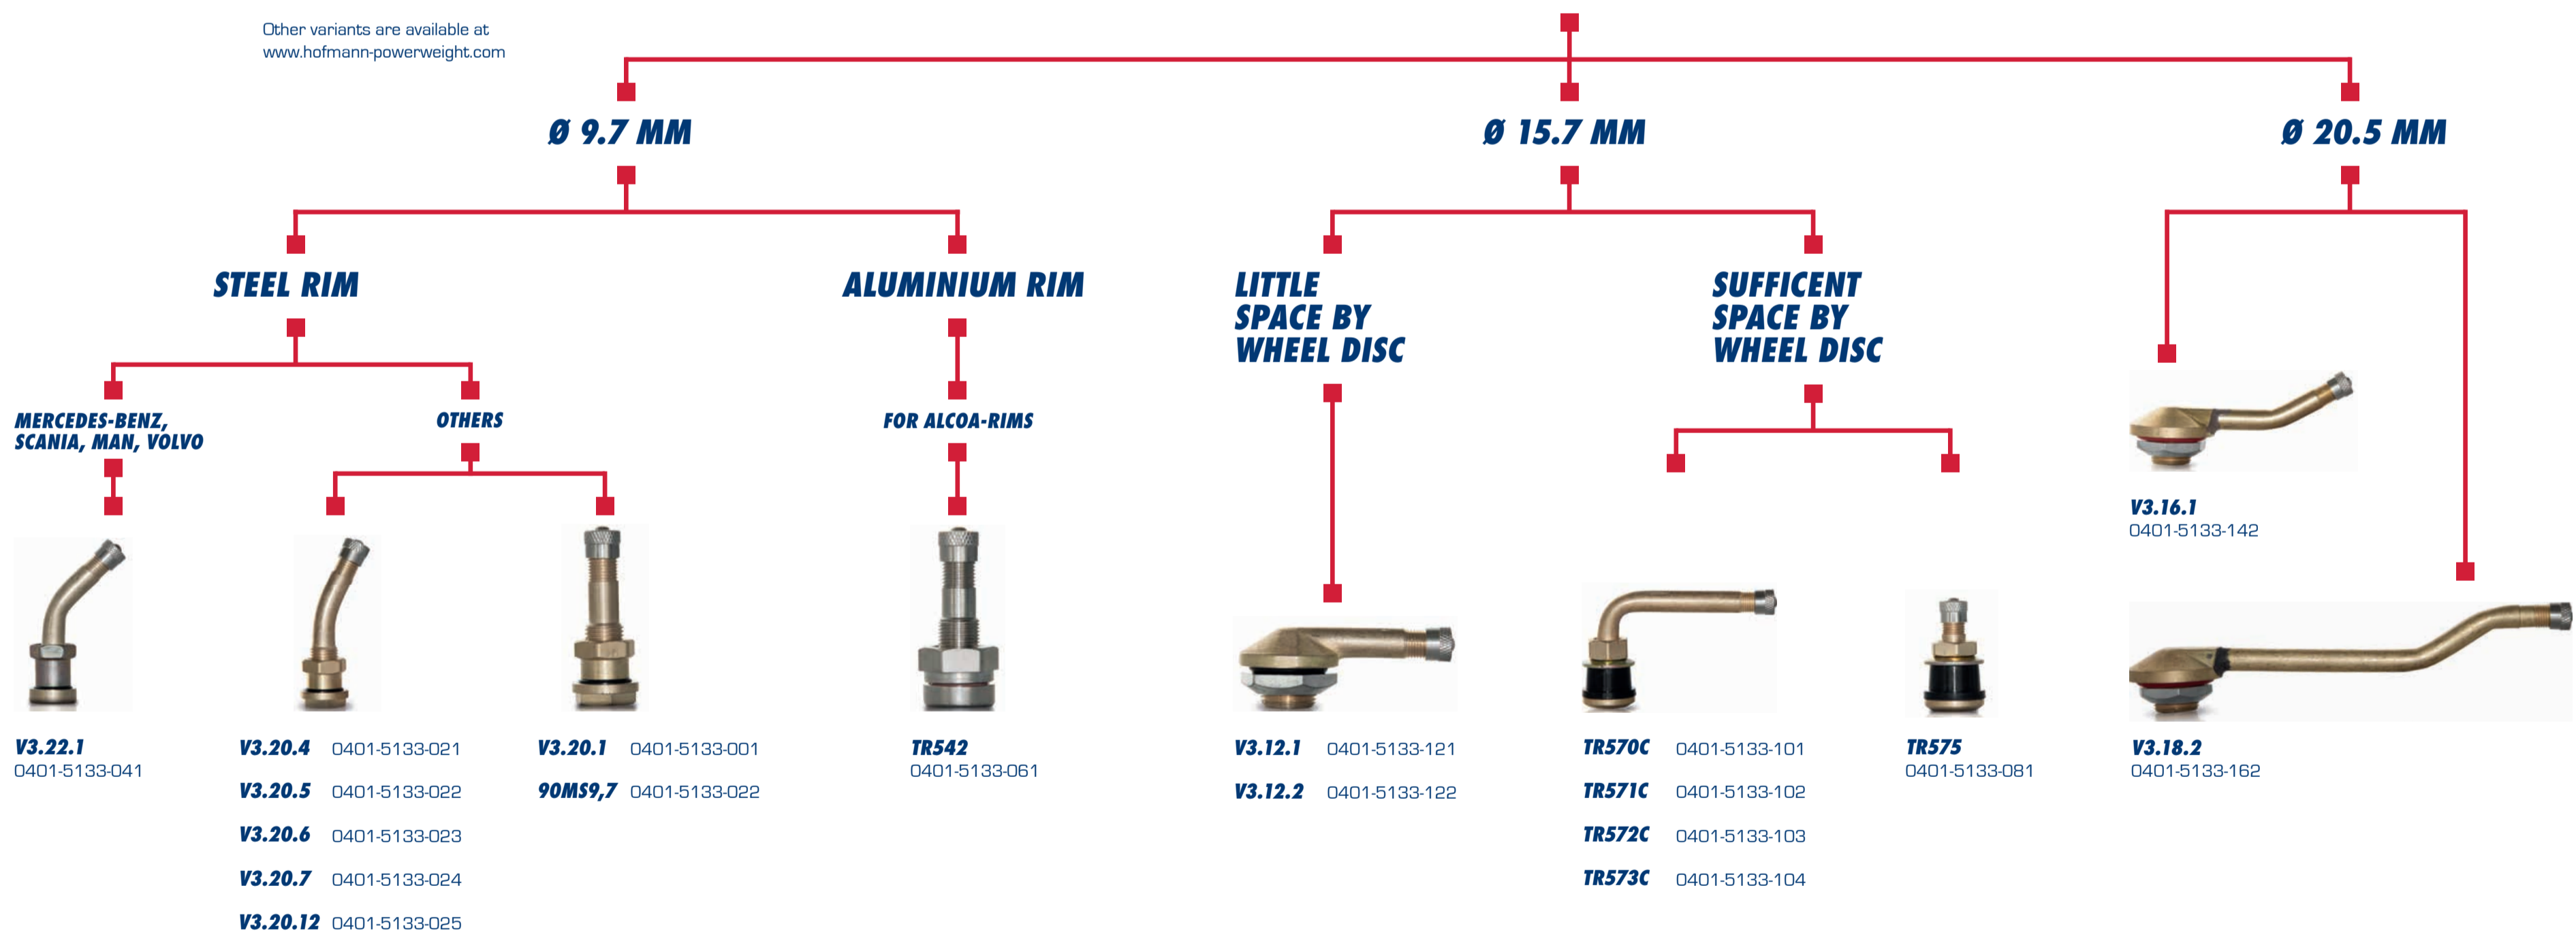 Other variants are available at
www.hofmann-powerweight.com
Ø 9.7 MM
Ø 15.7 MM
Ø 20.5 MM
STEEL RIM
ALUMINIUM RIM
LITTLE
SPACE BY
WHEEL DISC
SUFFICENT
SPACE BY
WHEEL DISC
MERCEDES-BENZ,
SCANIA, MAN, VOLVO
OTHERS
FOR ALCOA-RIMS
V3.16.1
0401-5133-142
V3.22.1
0401-5133-041
V3.20.4 0401-5133-021
V3.20.5 0401-5133-022
V3.20.6 0401-5133-023
V3.20.7 0401-5133-024
V3.20.12 0401-5133-025
V3.20.1 0401-5133-001
90MS9,7 0401-5133-022
TR542
0401-5133-061
V3.12.1 0401-5133-121
V3.12.2 0401-5133-122
TR570C 0401-5133-101
TR571C 0401-5133-102
TR572C 0401-5133-103
TR573C 0401-5133-104
TR575
0401-5133-081
V3.18.2
0401-5133-162